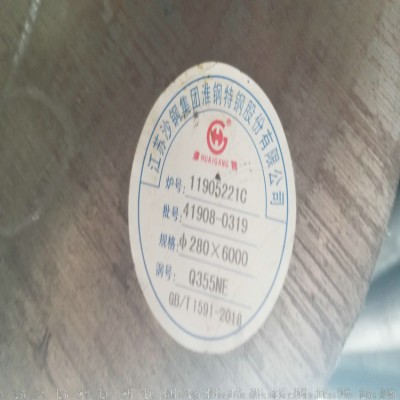 江苏沙钢集团淮钢特钢股份有限公司
HUAIGANG
炉号: 11905221C
批号: 41908-0319
规格: Φ280×6000
钢号: Q355NE
GB/T1591-2018